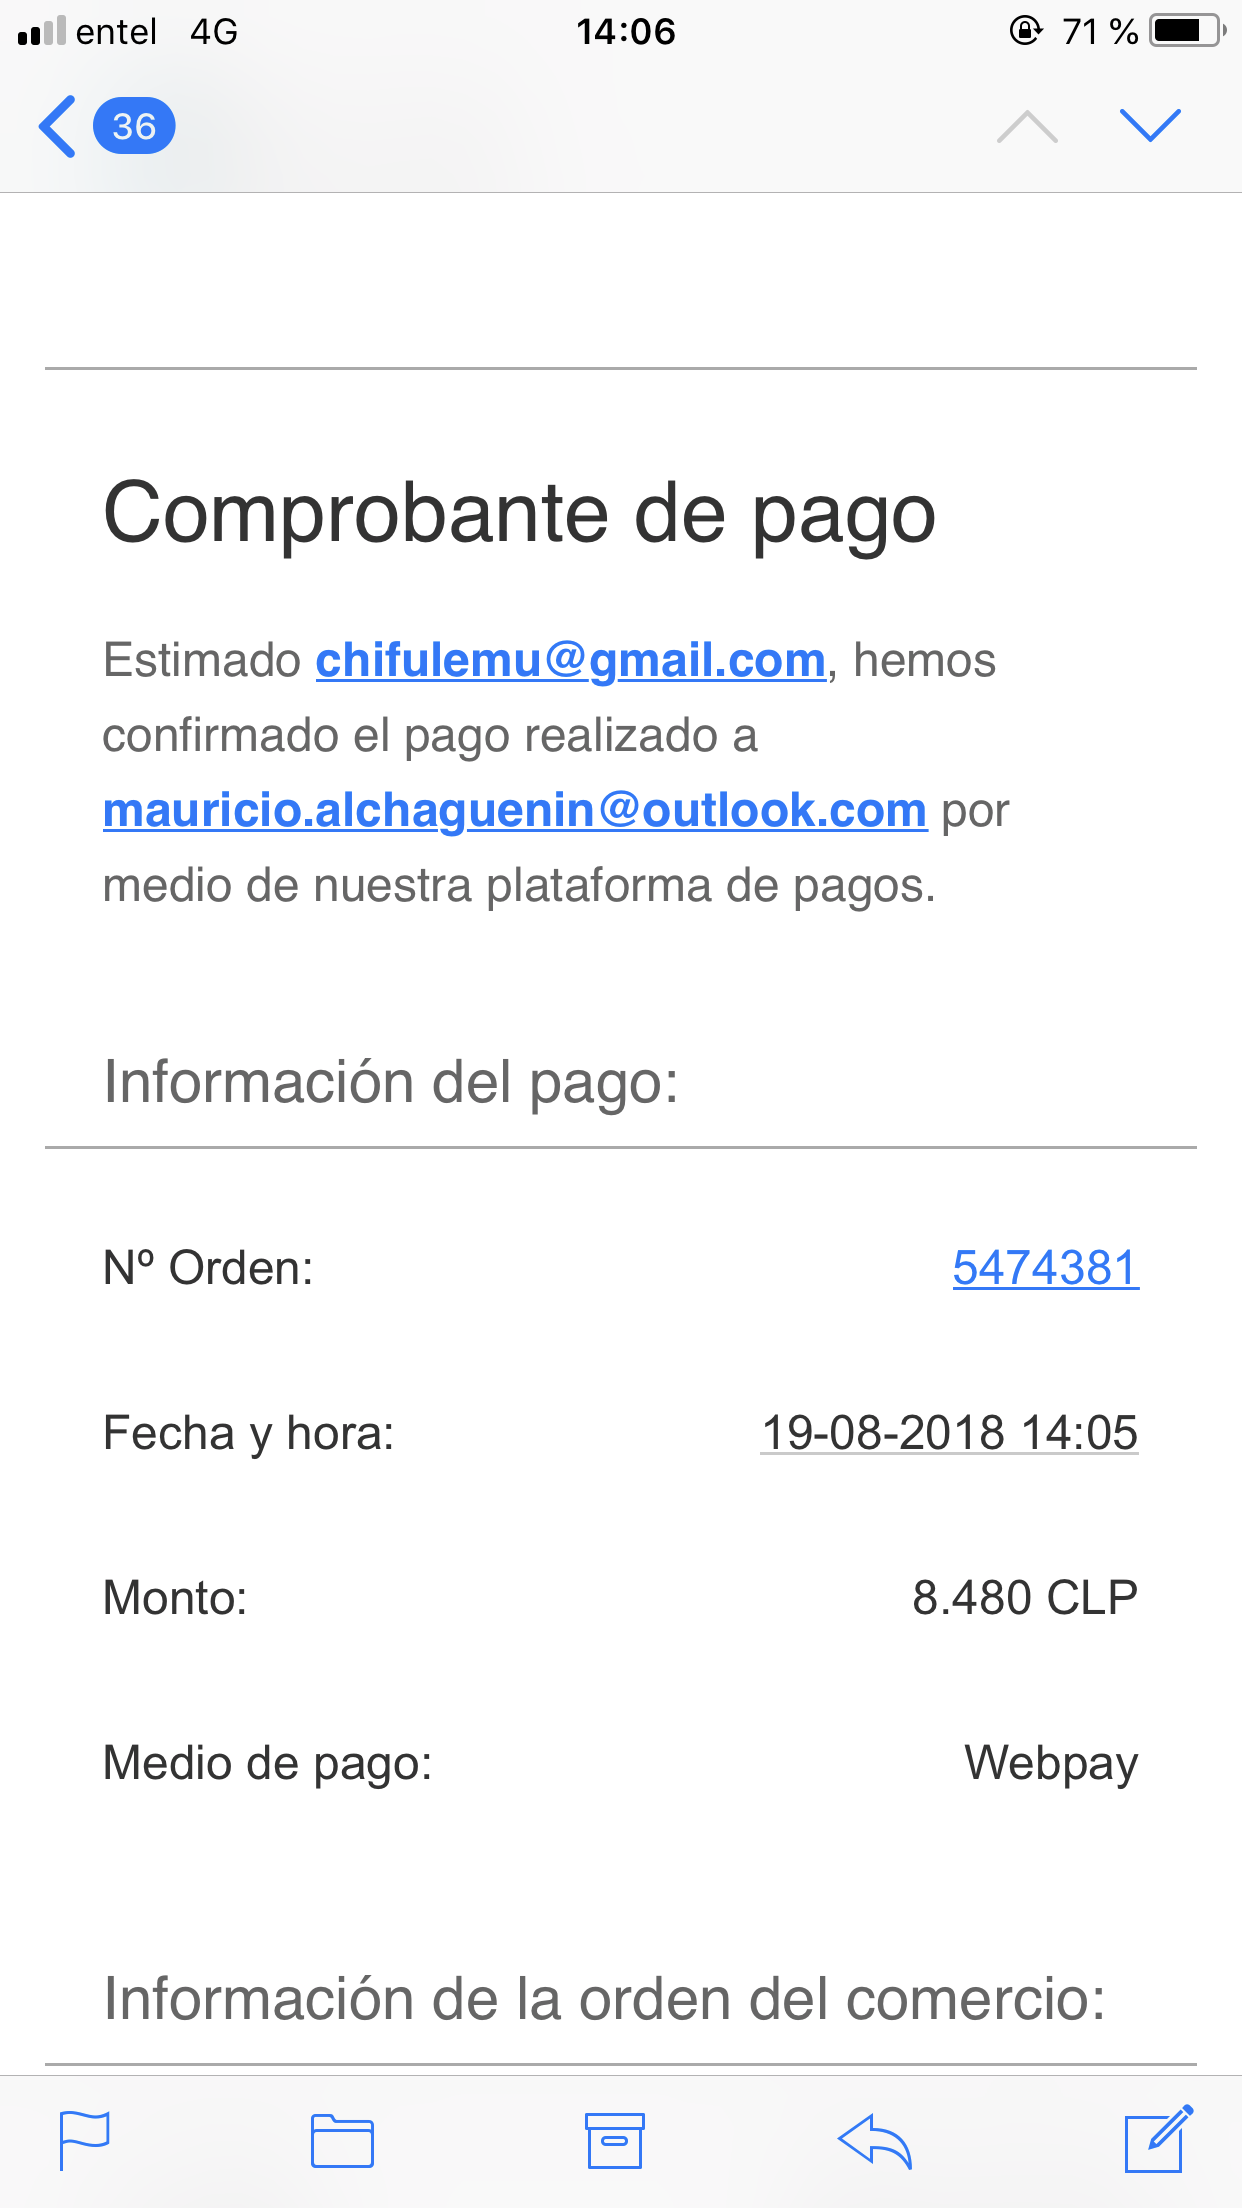 entel 4G 14:06 71 %
36
Comprobante de pago
Estimado chifulemu@gmail.com, hemos
confirmado el pago realizado a
mauricio.alchaguenin@outlook.com por
medio de nuestra plataforma de pagos.
Información del pago:
Nº Orden: 5474381
Fecha y hora: 19-08-2018 14:05
Monto: 8.480 CLP
Medio de pago: Webpay
Información de la orden del comercio: